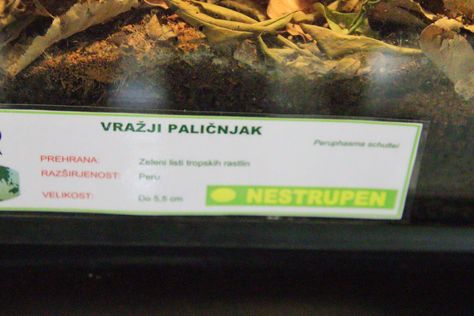 VRAŽJI PALIČNJAK
Peruphasma schultei
PREHRANA: Zeleni listi tropskih rastlin
RAZŠIRJENOST: Peru
VELIKOST: Do 5,5 cm
NESTRUPEN